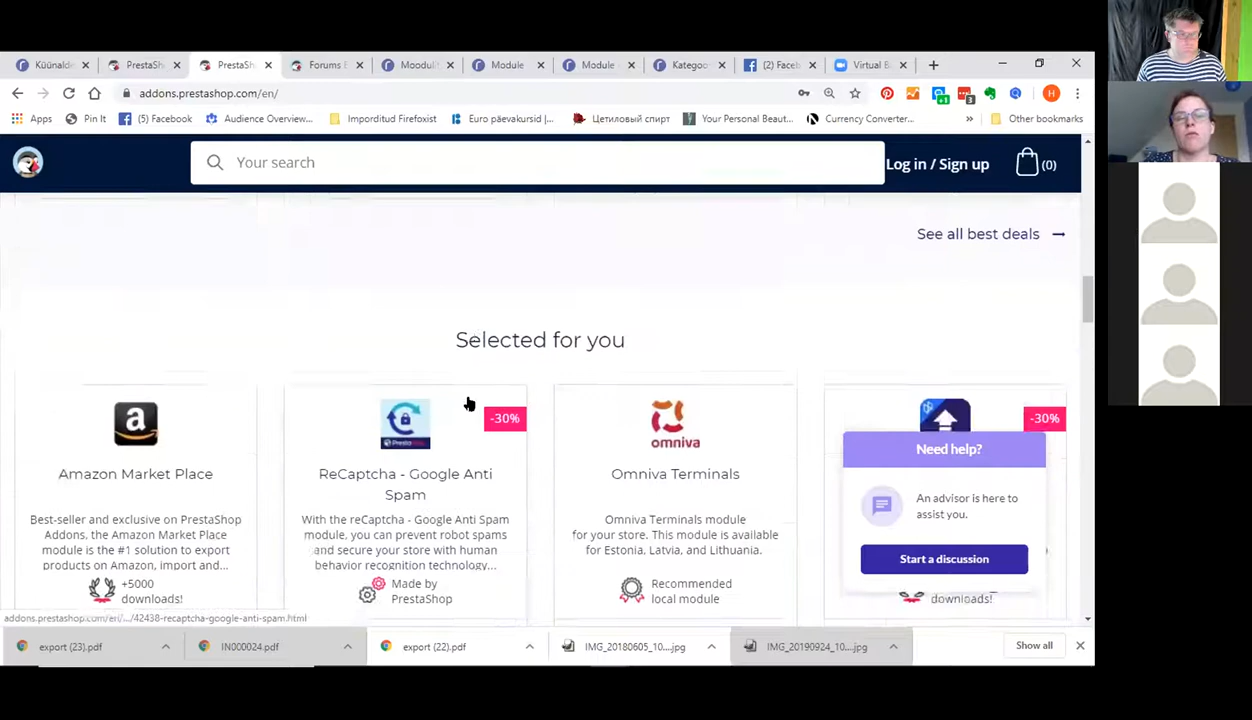 Küünald
PrestaSh
PrestaSh
Forums E
Moodulit
Module
Module
Katego
(2) Faceb
Virtual B
addons.prestashop.com/en/
Apps
Pin It
(5) Facebook
Audience Overview...
Imporditud Firefoxist
Euro päevakursid |...
Цетиловый спирт
Your Personal Beaut...
Currency Converter...
»
Other bookmarks
Your search
Log in / Sign up
(0)
See all best deals
Selected for you
a
Amazon Market Place
Best-seller and exclusive on PrestaShop
Addons, the Amazon Market Place
module is the #1 solution to export
products on Amazon, import and...
+5000
downloads!
-30%
ReCaptcha - Google Anti
Spam
With the reCaptcha - Google Anti Spam
module, you can prevent robot spams
and secure your store with human
behavior recognition technology...
Made by
PrestaShop
omniva
Omniva Terminals
Omniva Terminals module
for your store. This module is available
for Estonia, Latvia, and Lithuania.
Recommended
local module
-30%
Need help?
An advisor is here to
assist you.
Start a discussion
downloads!
addons.prestashop.com/en/.../42438-recaptcha-google-anti-spam.html
export (23).pdf
IN000024.pdf
export (22).pdf
IMG_20180605_10....jpg
IMG_20190924_10....jpg
Show all